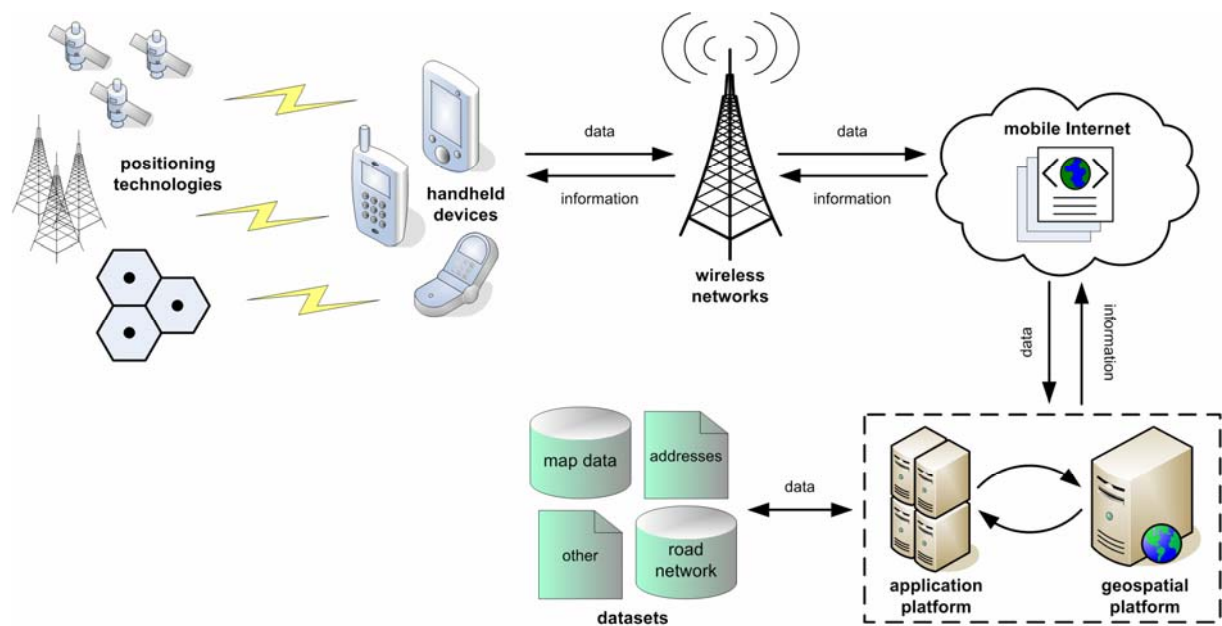 positioning
technologies
handheld
devices
data
information
wireless
networks
data
information
mobile Internet
data
information
map data
addresses
other
road
network
datasets
data
application
platform
geospatial
platform